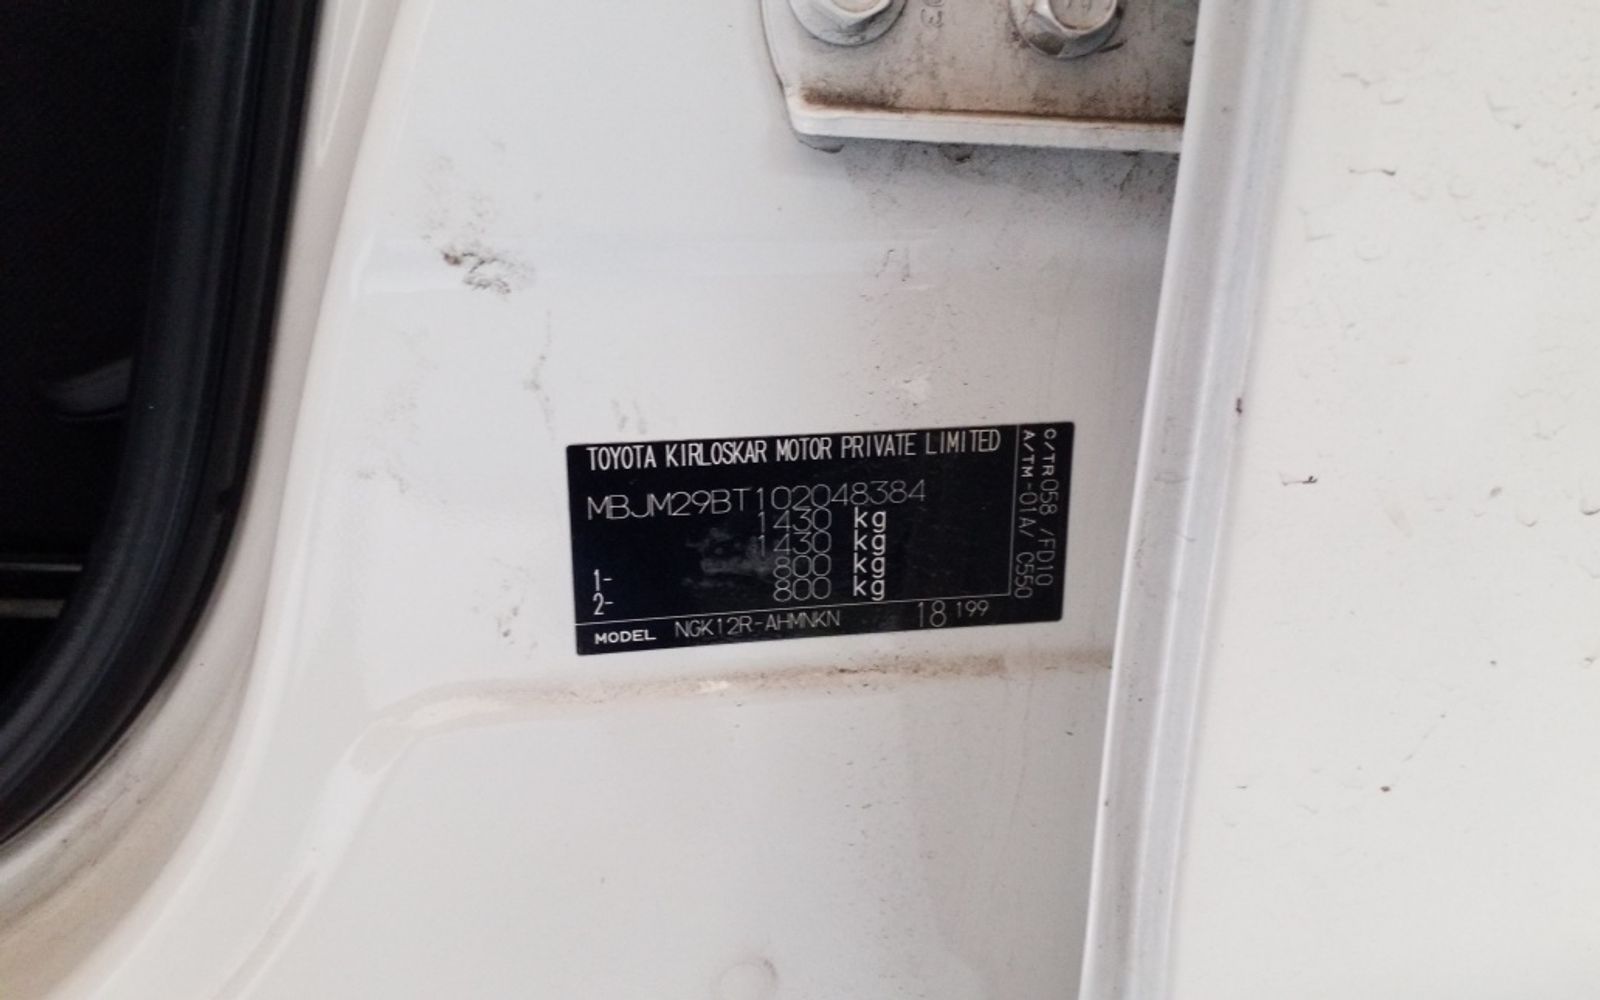 TOYOTA KIRLOSKAR MOTOR PRIVATE LIMITED
MBJM29BT102048384
1430 kg
1430 kg
1- 800 kg
2- 800 kg
MODEL NGK12R-AHMNKN 18 199
C/TR058 /FD10
A/TM-01A/ C550